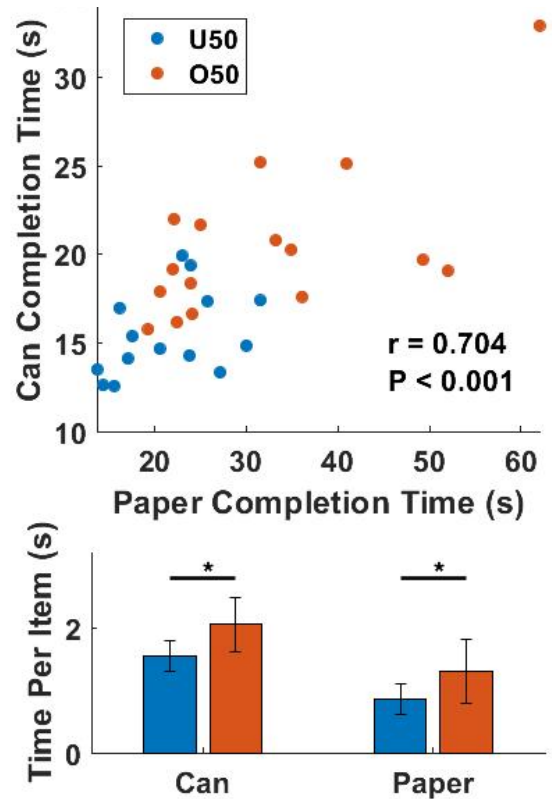 Can Completion Time (s)
30
25
20
15
10
U50
O50
r = 0.704
P < 0.001
20
30
40
50
60
Paper Completion Time (s)
Time Per Item (s)
2
0
*
*
Can
Paper